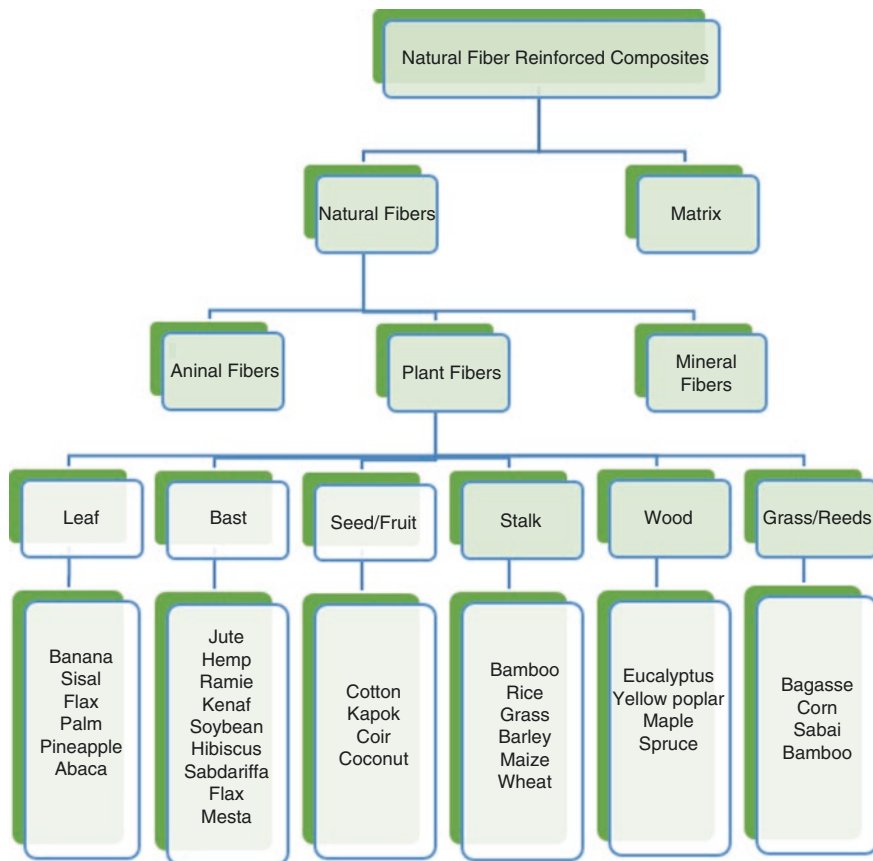 Natural Fiber Reinforced Composites
Natural Fibers
Matrix
Aninal Fibers
Plant Fibers
Mineral
Fibers
Leaf
Bast
Seed/Fruit
Stalk
Wood
Grass/Reeds
Banana
Sisal
Flax
Palm
Pineapple
Abaca
Jute
Hemp
Ramie
Kenaf
Soybean
Hibiscus
Sabdariffa
Flax
Mesta
Cotton
Kapok
Coir
Coconut
Bamboo
Rice
Grass
Barley
Maize
Wheat
Eucalyptus
Yellow poplar
Maple
Spruce
Bagasse
Corn
Sabai
Bamboo